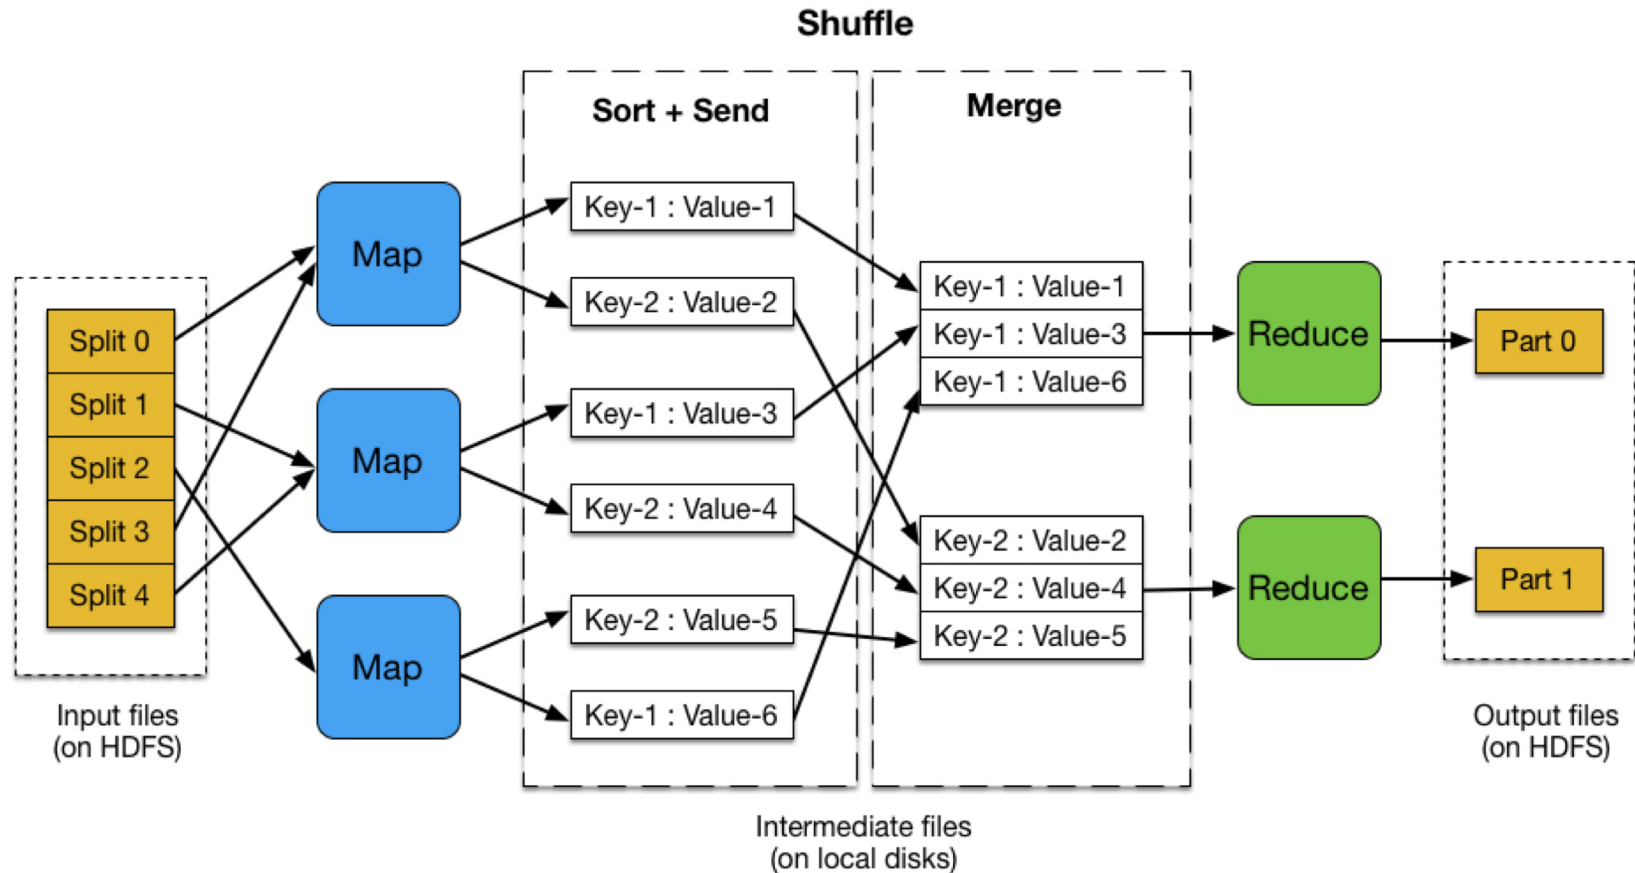 Shuffle
Sort + Send
Merge
Split 0
Split 1
Split 2
Split 3
Split 4
Input files
(on HDFS)
Map
Map
Map
Key-1 : Value-1
Key-2 : Value-2
Key-1 : Value-3
Key-2 : Value-4
Key-2 : Value-5
Key-1 : Value-6
Key-1 : Value-1
Key-1 : Value-3
Key-1 : Value-6
Key-2 : Value-2
Key-2 : Value-4
Key-2 : Value-5
Intermediate files
(on local disks)
Reduce
Reduce
Part 0
Part 1
Output files
(on HDFS)